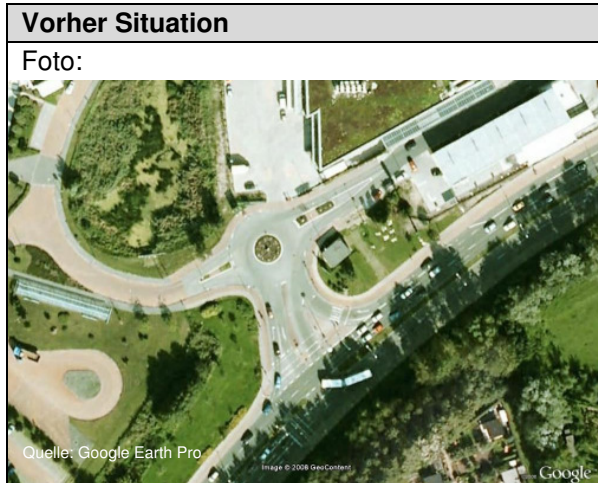 Vorher Situation
Foto:
Quelle: Google Earth Pro
Image © 2008 GeoContent
Google